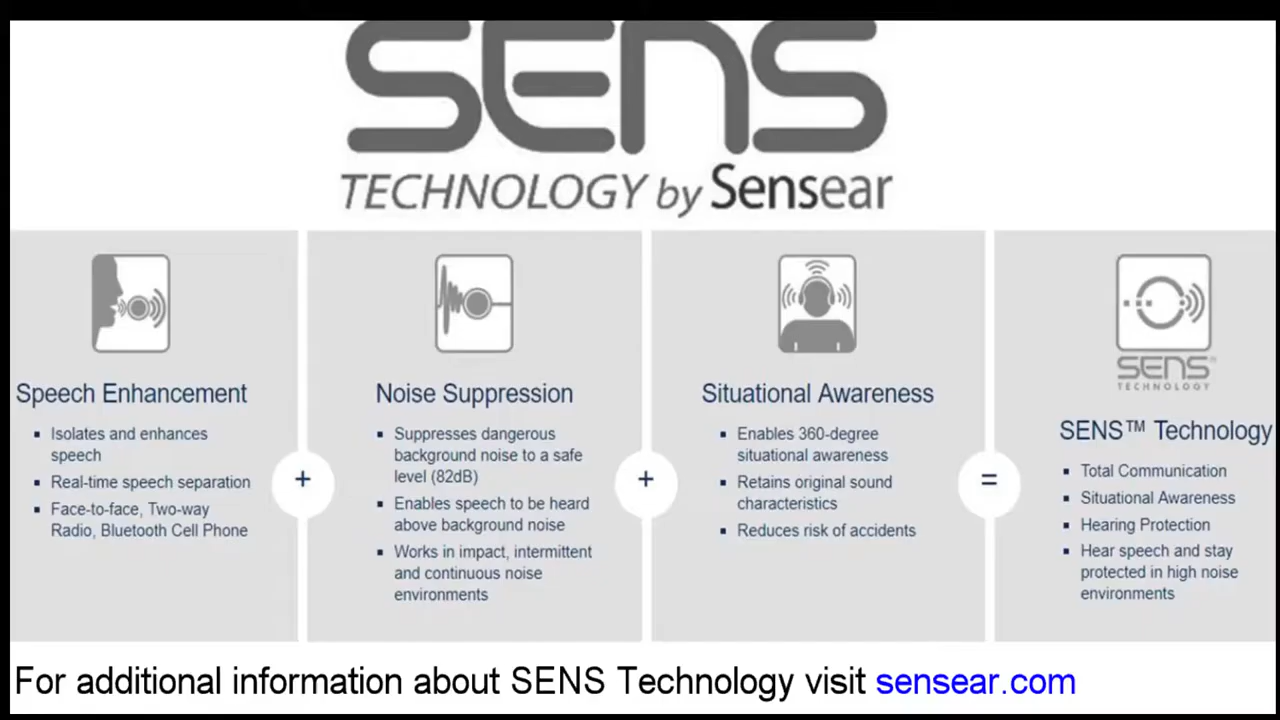 SENS
TECHNOLOGY by Sensear
Speech Enhancement
▪ Isolates and enhances
speech
▪ Real-time speech separation
▪ Face-to-face, Two-way
Radio, Bluetooth Cell Phone
+
Noise Suppression
▪ Suppresses dangerous
background noise to a safe
level (82dB)
▪ Enables speech to be heard
above background noise
▪ Works in impact, intermittent
and continuous noise
environments
+
Situational Awareness
▪ Enables 360-degree
situational awareness
▪ Retains original sound
characteristics
▪ Reduces risk of accidents
=
SENS®
TECHNOLOGY
SENS™ Technology
▪ Total Communication
▪ Situational Awareness
▪ Hearing Protection
▪ Hear speech and stay
protected in high noise
environments
For additional information about SENS Technology visit sensear.com